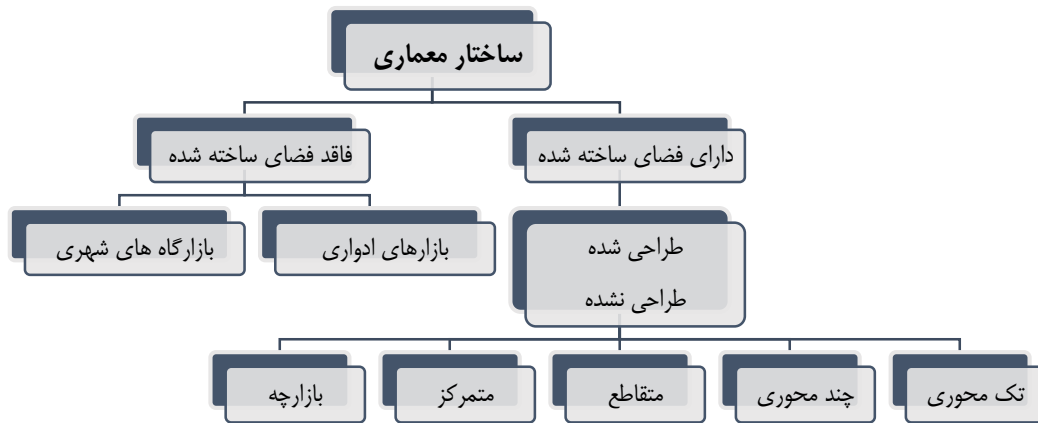 ساختار معماری
دارای فضای ساخته شده
فاقد فضای ساخته شده
طراحی شده
طراحی نشده
بازارهای ادواری
بازارگاه های شهری
تک محوری
چند محوری
متقاطع
متمرکز
بازارچه